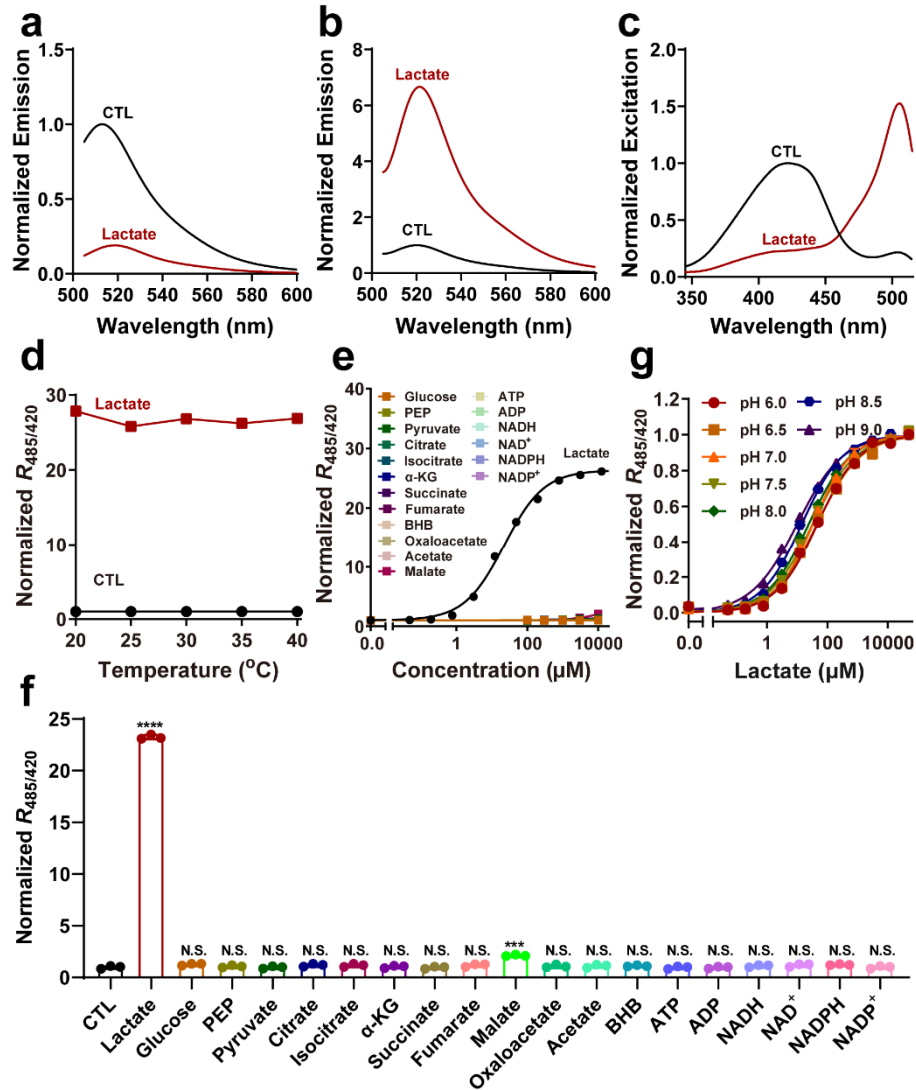 a
1.5
1.0
0.5
0.0
Normalized Emission
CTL
Lactate
500 520 540 560 580 600
Wavelength (nm)
b
8
6
4
2
0
Normalized Emission
Lactate
CTL
500 520 540 560 580 600
Wavelength (nm)
c
2.0
1.5
1.0
0.5
0.0
Normalized Excitation
CTL
Lactate
350 400 450 500
Wavelength (nm)
d
30
20
10
0
Normalized R485/420
Lactate
CTL
20 25 30 35 40
Temperature (°C)
e
40
30
20
10
0
Normalized R485/420
Glucose
PEP
Pyruvate
Citrate
Isocitrate
α-KG
Succinate
Fumarate
BHB
Oxaloacetate
Acetate
Malate
ATP
ADP
NADH
NAD⁺
NADPH
NADP⁺
Lactate
0.0 1 100 10000
Concentration (µM)
g
1.2
1.0
0.8
0.6
0.4
0.2
0.0
Normalized R485/420
pH 6.0
pH 6.5
pH 7.0
pH 7.5
pH 8.0
pH 8.5
pH 9.0
0.0 1 100 10000
Lactate (µM)
f
25
20
15
10
5
0
Normalized R485/420
**** N.S. N.S. N.S. N.S. N.S. N.S. N.S. N.S. *** N.S. N.S. N.S. N.S. N.S. N.S. N.S. N.S. N.S.
CTL
Lactate
Glucose
PEP
Pyruvate
Citrate
Isocitrate
α-KG
Succinate
Fumarate
Malate
Oxaloacetate
Acetate
BHB
ATP
ADP
NADH
NAD⁺
NADPH
NADP⁺